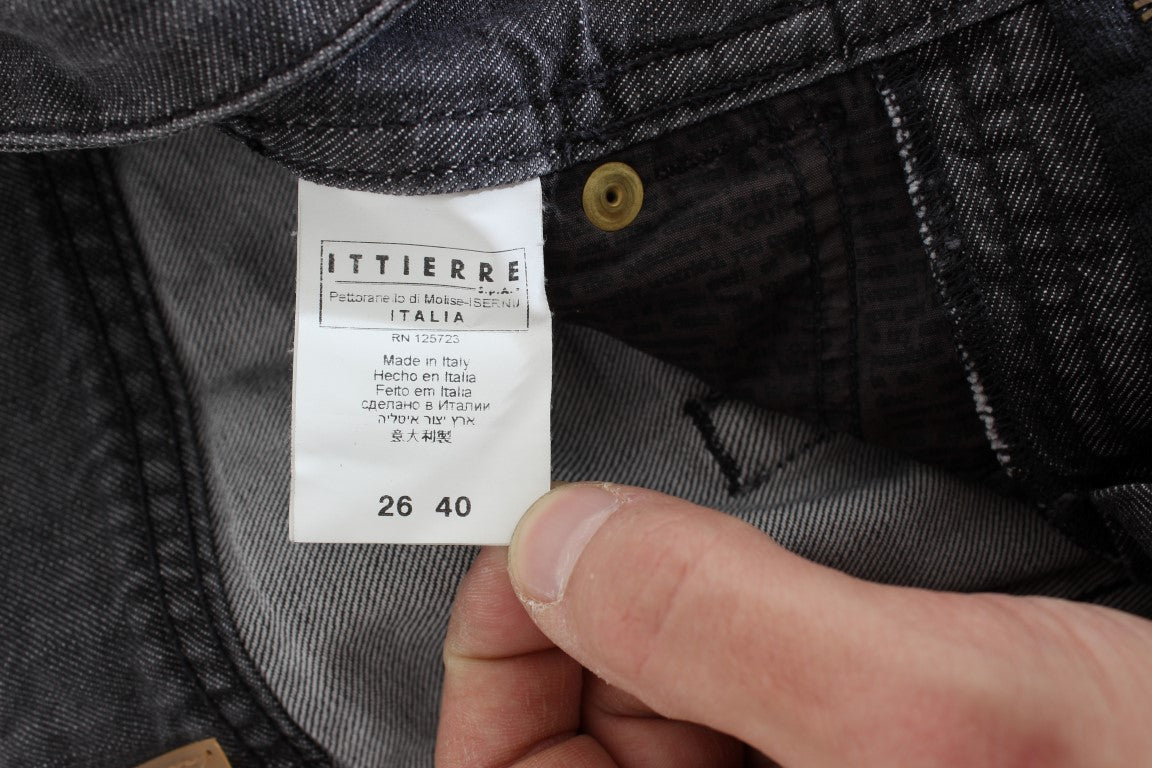 ITTIERRE
S.p.A.
Pettoranello di Molise-ISERNIA
ITALIA
RN 125723
Made in Italy
Hecho en Italia
Feito em Italia
сделано в Италии
ארץ יצור איטליה
意大利製
26 40